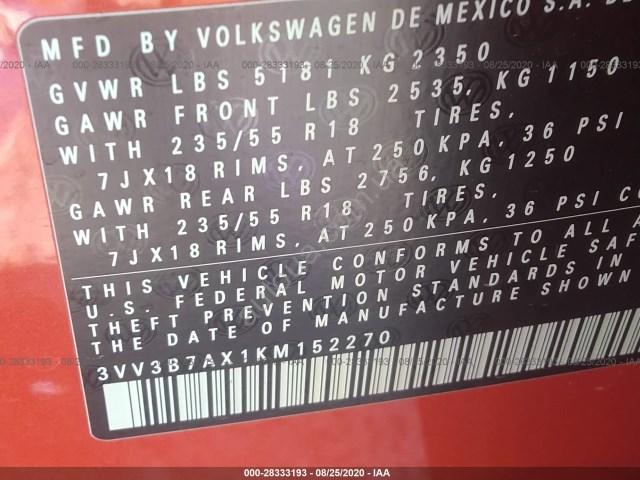 MFD BY VOLKSWAGEN DE MEXICO S.A. DE
GVWR LBS 5181 KG 2350
GAWR FRONT LBS 2535, KG 1150
WITH 235/55 R18 TIRES,
7JX18 RIMS, AT 250 KPA, 36 PSI
GAWR REAR LBS 2756, KG 1250
WITH 235/55 R18 TIRES,
7JX18 RIMS, AT 250 KPA, 36 PSI C
THIS VEHICLE CONFORMS TO ALL A
U.S. FEDERAL MOTOR VEHICLE SAF
THEFT PREVENTION STANDARDS IN
THE DATE OF MANUFACTURE SHOWN
3VV3B7AX1KM152270
000-28333193 - 08/25/2020 - IAA